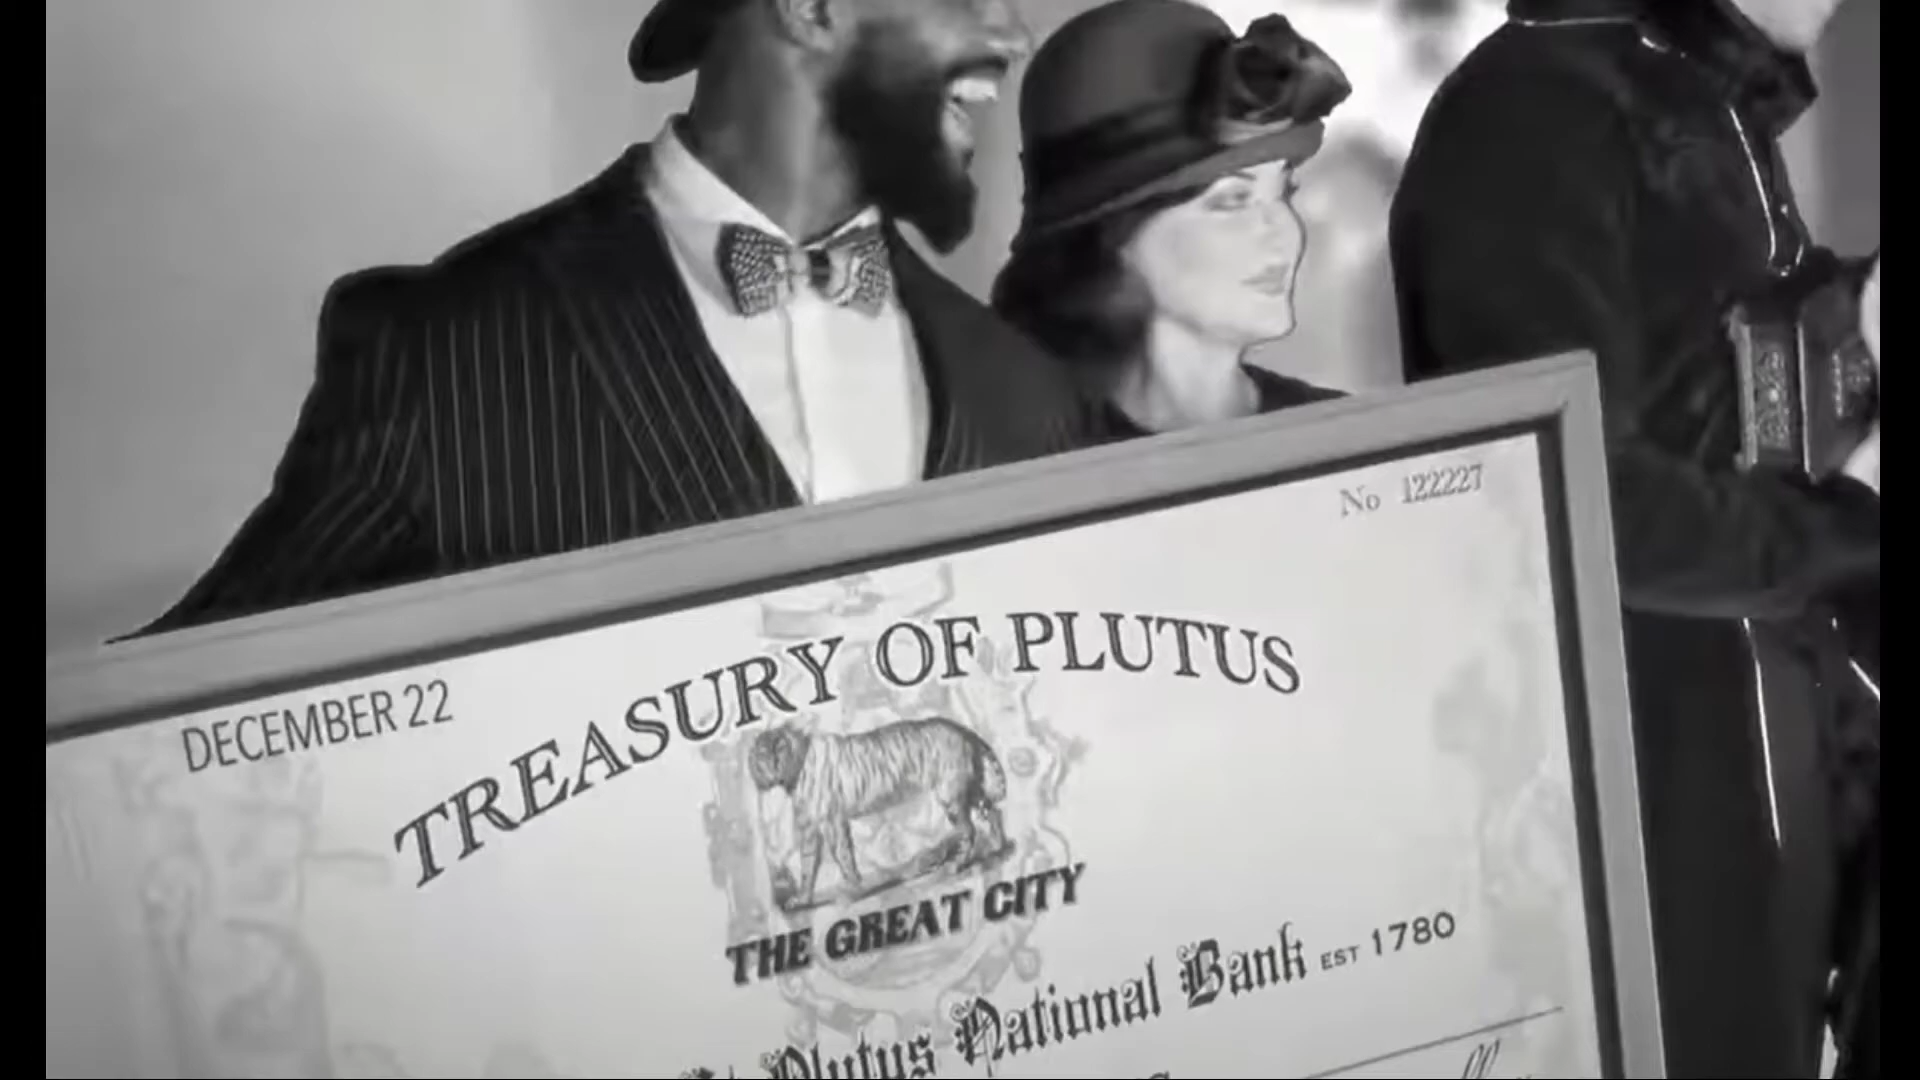 No 122227
DECEMBER 22
TREASURY OF PLUTUS
THE GREAT CITY
Plutus National Bank EST 1780